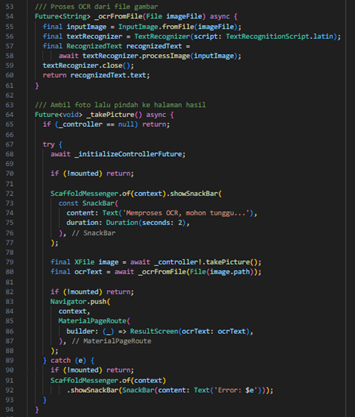 53 /// Proses OCR dari file gambar
54 Future<String> _ocrFromFile(File imageFile) async {
55 final inputImage = InputImage.fromFile(imageFile);
56 final textRecognizer = TextRecognizer(script: TextRecognitionScript.latin);
57 final RecognizedText recognizedText =
58 await textRecognizer.processImage(inputImage);
59 textRecognizer.close();
60 return recognizedText.text;
61 }
62
63 /// Ambil foto lalu pindah ke halaman hasil
64 Future<void> _takePicture() async {
65 if (_controller == null) return;
66
67 try {
68 await _initializeControllerFuture;
69
70 if (!mounted) return;
71
72 ScaffoldMessenger.of(context).showSnackBar(
73 const SnackBar(
74 content: Text('Memproses OCR, mohon tunggu...'),
75 duration: Duration(seconds: 2),
76 ), // SnackBar
77 );
78
79 final XFile image = await _controller!.takePicture();
80 final ocrText = await _ocrFromFile(File(image.path));
81
82 if (!mounted) return;
83 Navigator.push(
84 context,
85 MaterialPageRoute(
86 builder: (_) => ResultScreen(ocrText: ocrText),
87 ), // MaterialPageRoute
88 );
89 } catch (e) {
90 if (!mounted) return;
91 ScaffoldMessenger.of(context)
92 .showSnackBar(SnackBar(content: Text('Error: $e')));
93 }
94 }